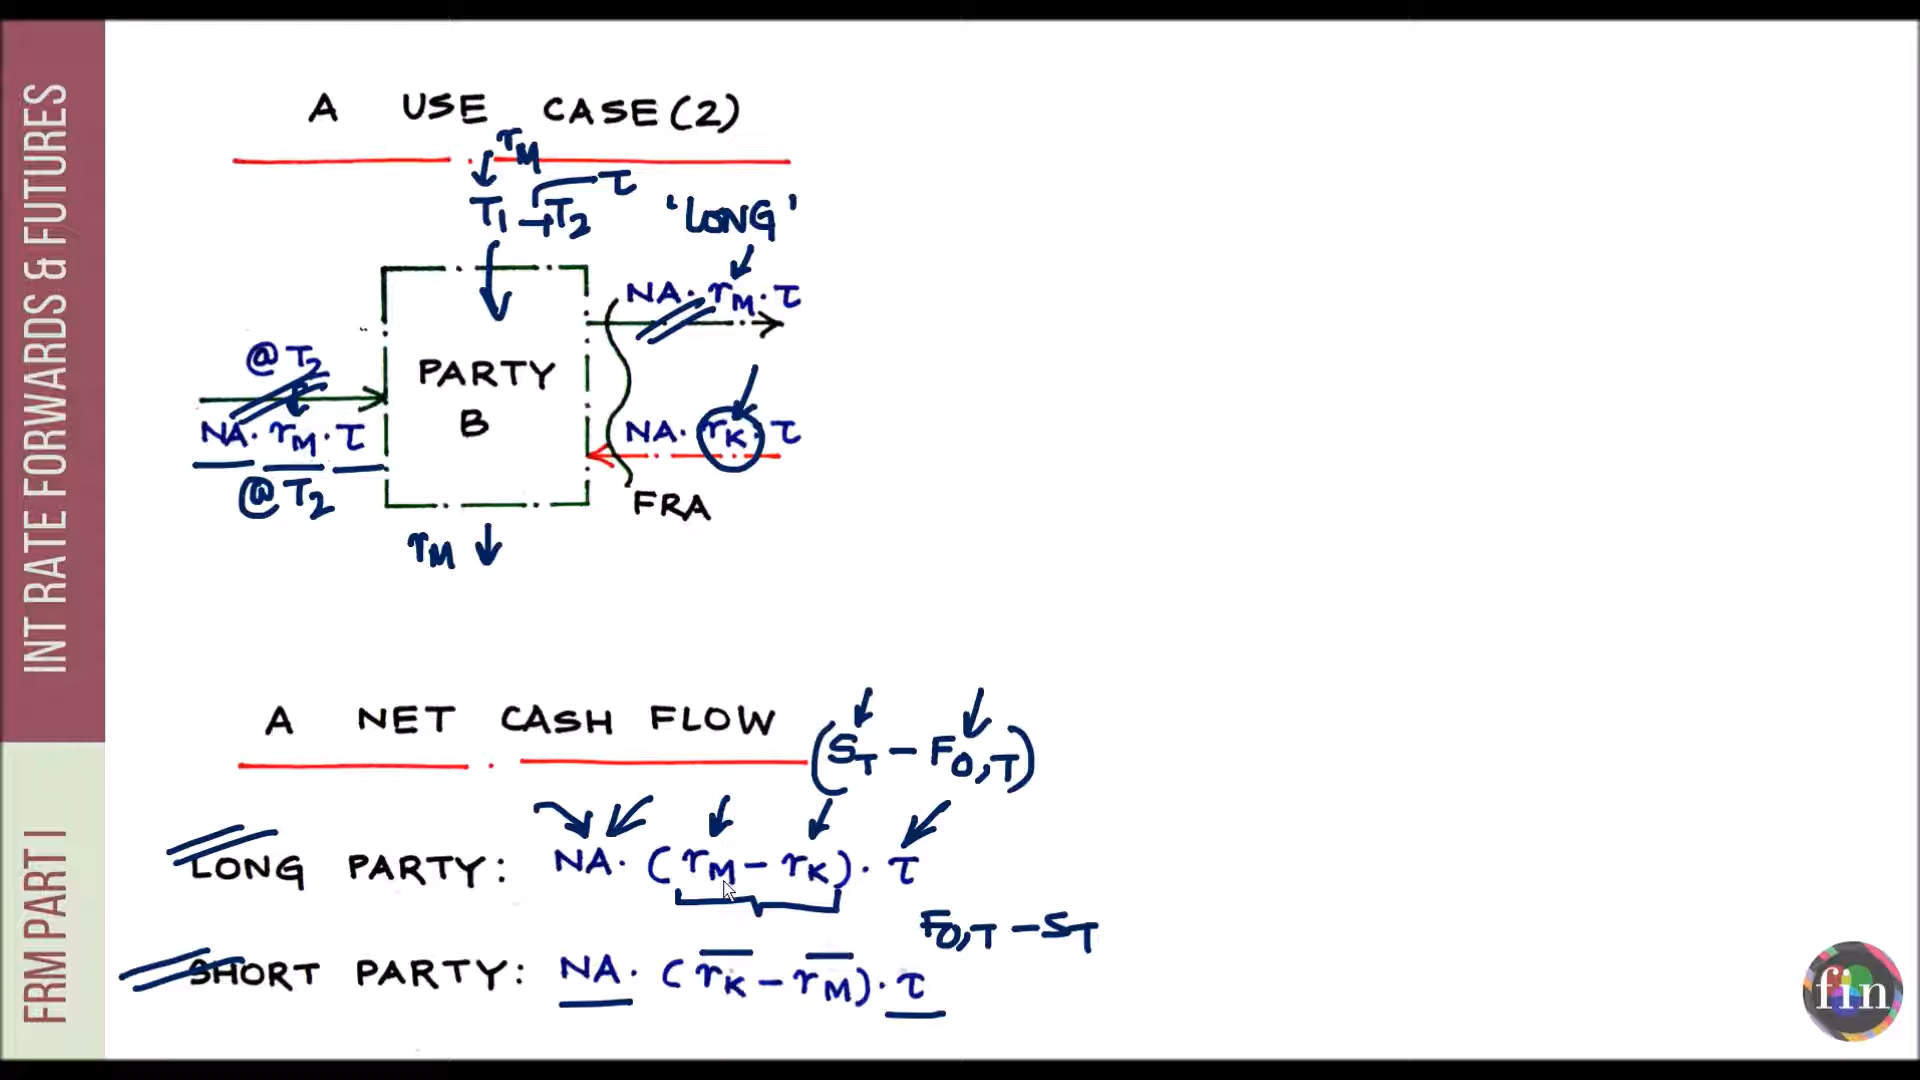 INT RATE FORWARDS & FUTURES
FRM PART I
A USE CASE(2)
rM
τ
T1 → T2
'LONG'
NA. rM. τ
@ T2
PARTY
B
NA. rM. τ
NA. rK. τ
@ T2
FRA
rM
A NET CASH FLOW
(ST - F0,T)
LONG PARTY: NA. (rM - rK). τ
F0,T - ST
SHORT PARTY: NA. (rK - rM). τ
fin